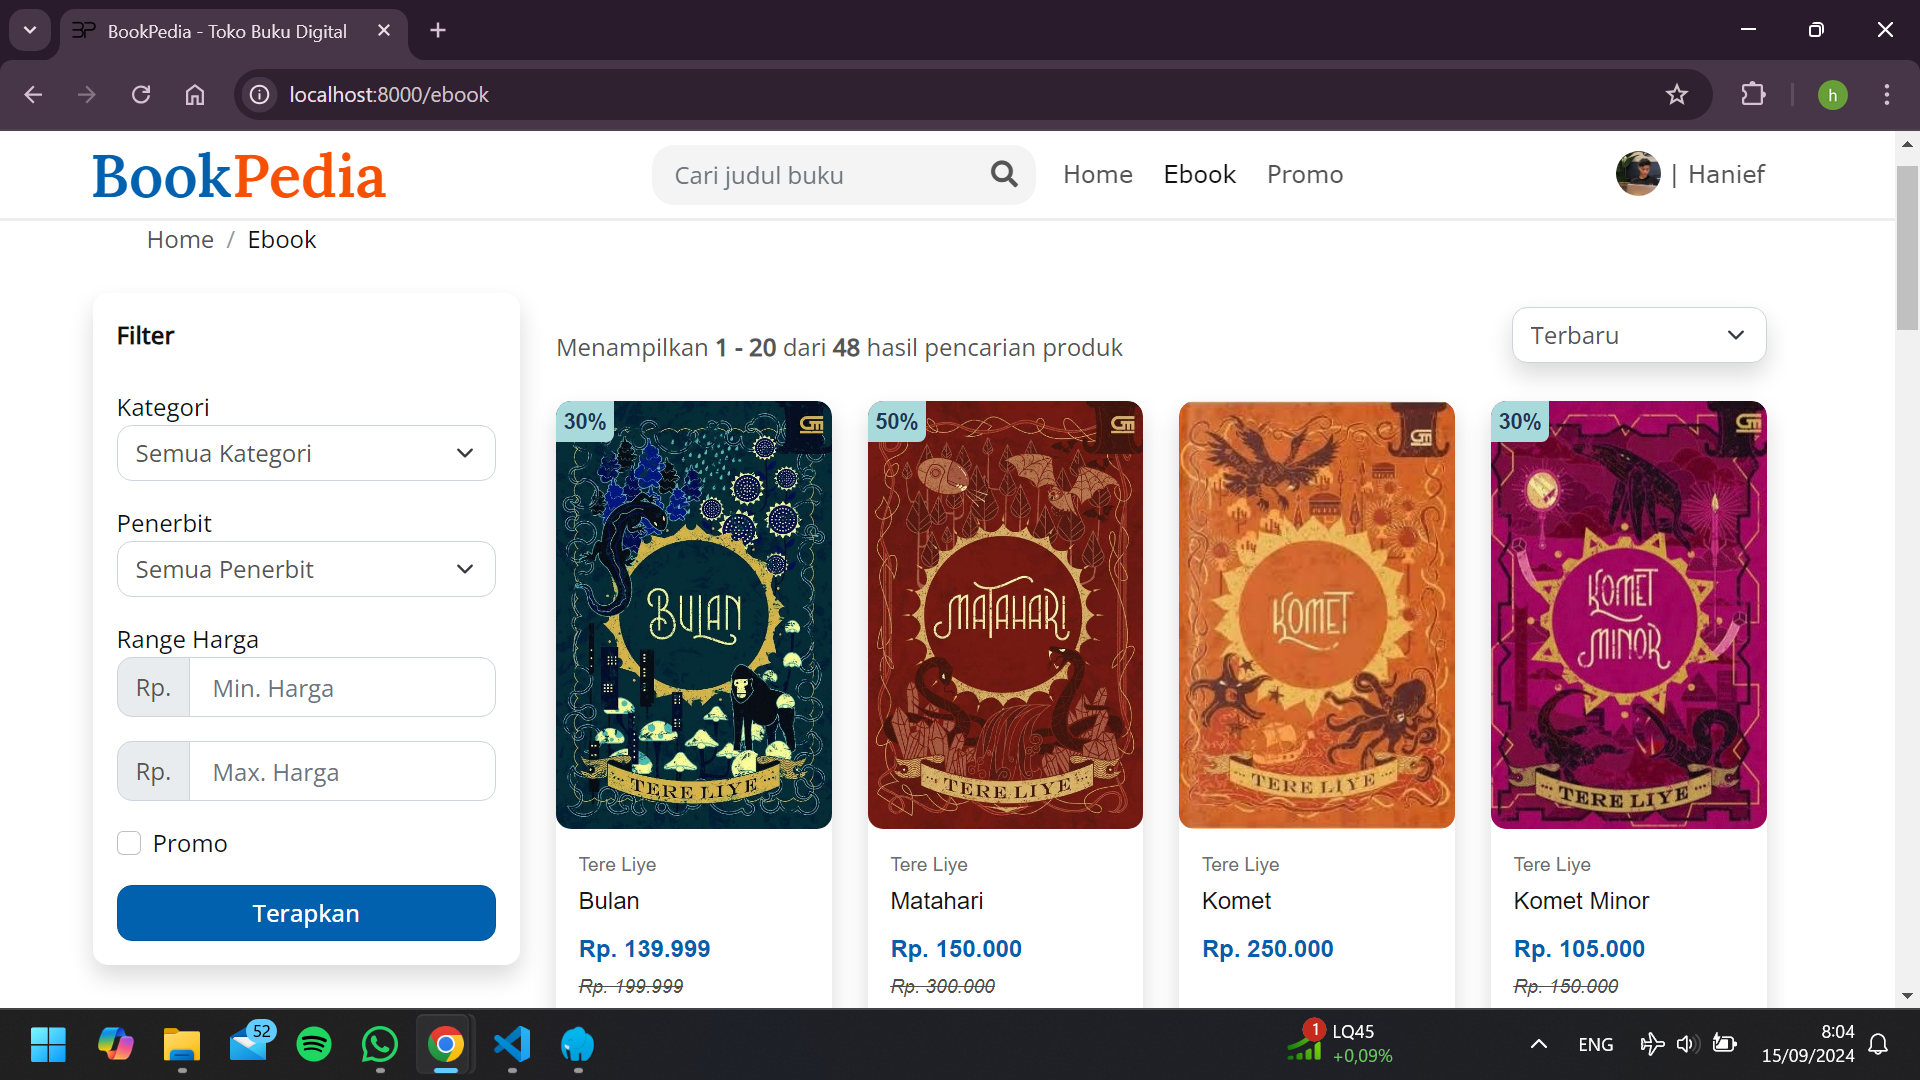 BookPedia - Toko Buku Digital
localhost:8000/ebook
h
BookPedia
Cari judul buku
Home
Ebook
Promo
| Hanief
Home / Ebook
Filter
Kategori
Semua Kategori
Penerbit
Semua Penerbit
Range Harga
Rp. Min. Harga
Rp. Max. Harga
Promo
Terapkan
Menampilkan 1 - 20 dari 48 hasil pencarian produk
Terbaru
30%
BULAN
TERE LIYE
Tere Liye
Bulan
Rp. 139.999
Rp. 199.999
50%
MATAHARI
TERE LIYE
Tere Liye
Matahari
Rp. 150.000
Rp. 300.000
KOMET
TERE LIYE
Tere Liye
Komet
Rp. 250.000
30%
KOMET
MINOR
TERE LIYE
Tere Liye
Komet Minor
Rp. 105.000
Rp. 150.000
52
1
LQ45
+0,09%
ENG
8:04
15/09/2024